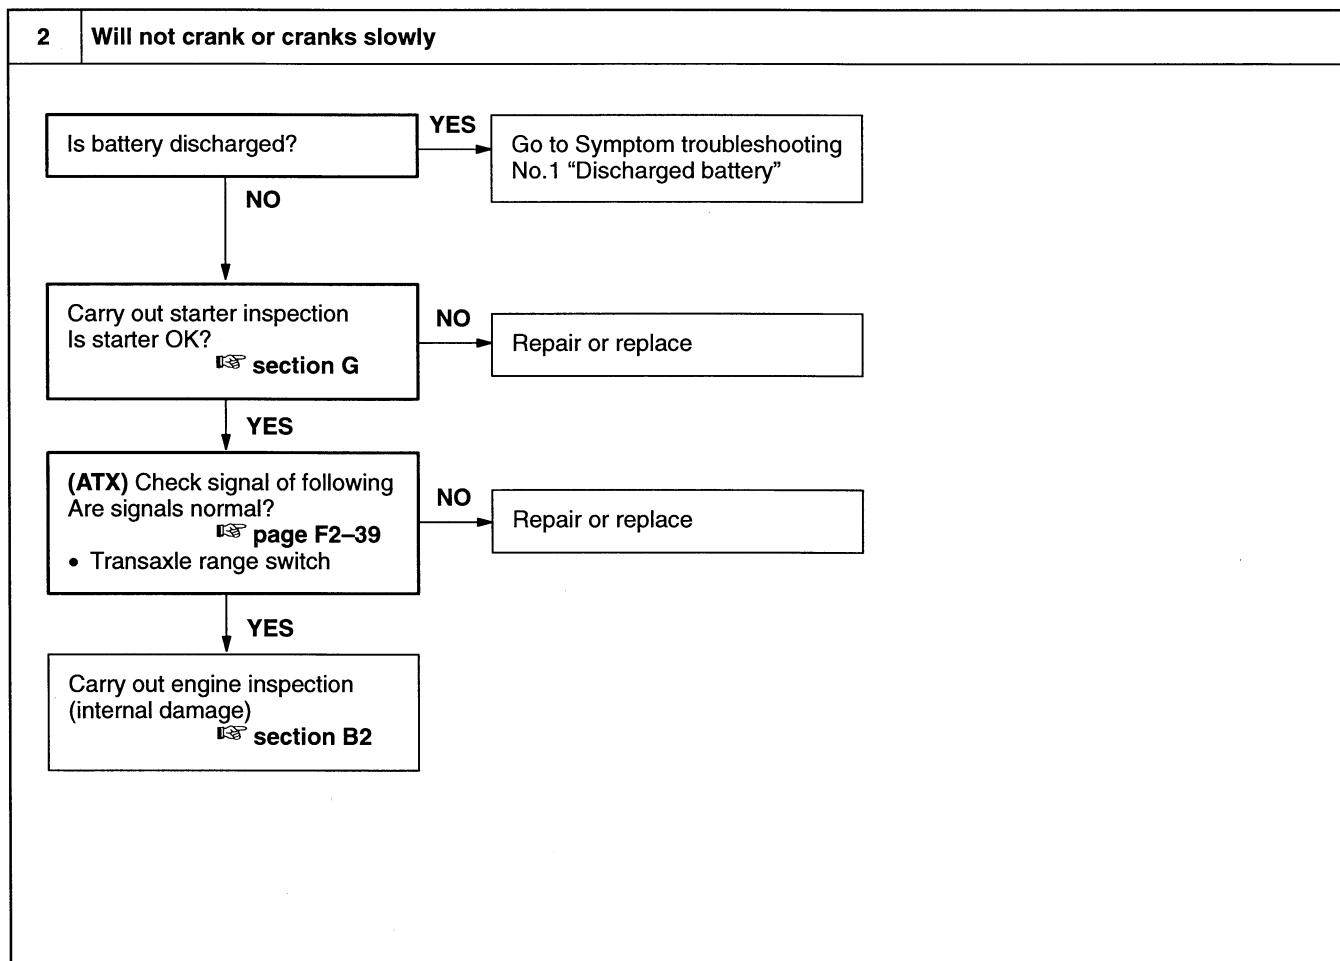 2 Will not crank or cranks slowly
Is battery discharged?
YES
Go to Symptom troubleshooting
No.1 “Discharged battery”
NO
Carry out starter inspection
Is starter OK?
☞ section G
NO
Repair or replace
YES
(ATX) Check signal of following
Are signals normal?
☞ page F2–39
• Transaxle range switch
NO
Repair or replace
YES
Carry out engine inspection
(internal damage)
☞ section B2